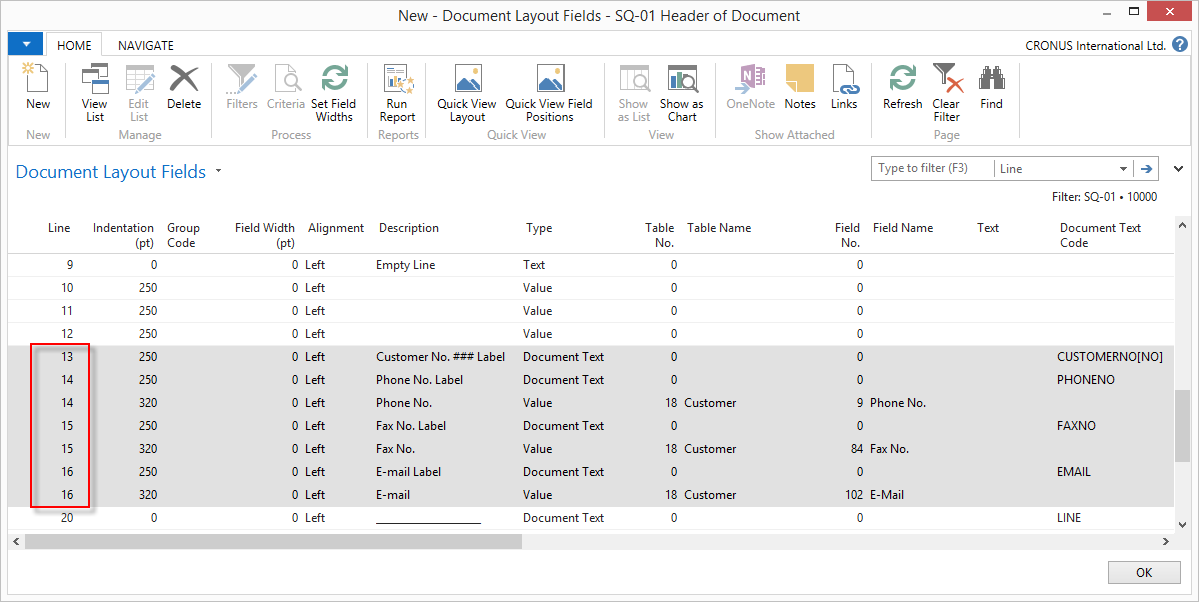 New - Document Layout Fields - SQ-01 Header of Document
HOME NAVIGATE CRONUS International Ltd. ?
New View List Edit List Delete Filters Criteria Set Field Widths Run Report Quick View Layout Quick View Field Positions Show as List Show as Chart OneNote Notes Links Refresh Clear Filter Find
New Manage Process Reports Quick View View Show Attached Page
Document Layout Fields Type to filter (F3) Line
Filter: SQ-01 • 10000
Line Indentation (pt) Group Code Field Width (pt) Alignment Description Type Table No. Table Name Field No. Field Name Text Document Text Code
9 0 0 Left Empty Line Text 0 0
10 250 0 Left Value 0 0
11 250 0 Left Value 0 0
12 250 0 Left Value 0 0
13 250 0 Left Customer No. ### Label Document Text 0 0 CUSTOMERNO[NO]
14 250 0 Left Phone No. Label Document Text 0 0 PHONENO
14 320 0 Left Phone No. Value 18 Customer 9 Phone No.
15 250 0 Left Fax No. Label Document Text 0 0 FAXNO
15 320 0 Left Fax No. Value 18 Customer 84 Fax No.
16 250 0 Left E-mail Label Document Text 0 0 EMAIL
16 320 0 Left E-mail Value 18 Customer 102 E-Mail
20 0 0 Left _________________ Document Text 0 0 LINE
OK